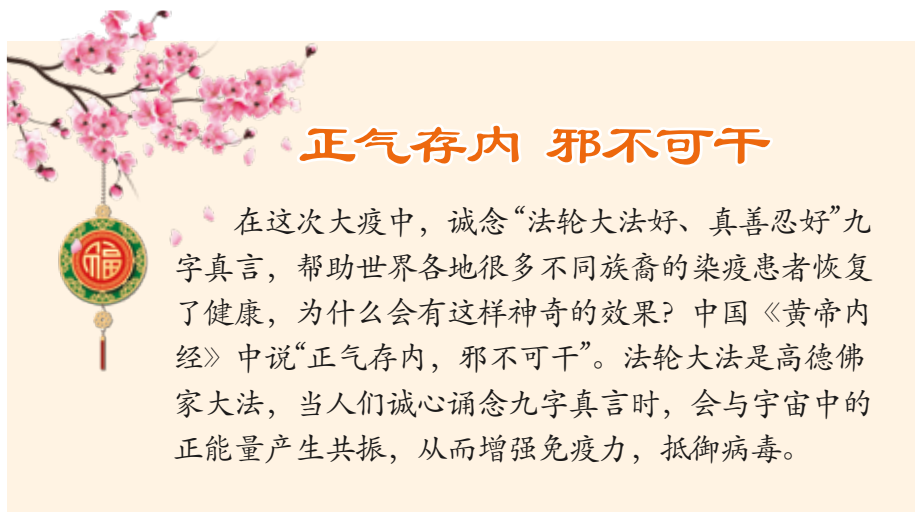 正气存内 邪不可干
在这次大疫中，诚念“法轮大法好、真善忍好”九
字真言，帮助世界各地很多不同族裔的染疫患者恢复
了健康，为什么会有这样神奇的效果？中国《黄帝内
经》中说“正气存内，邪不可干”。法轮大法是高德佛
家大法，当人们诚心诵念九字真言时，会与宇宙中的
正能量产生共振，从而增强免疫力，抵御病毒。
福